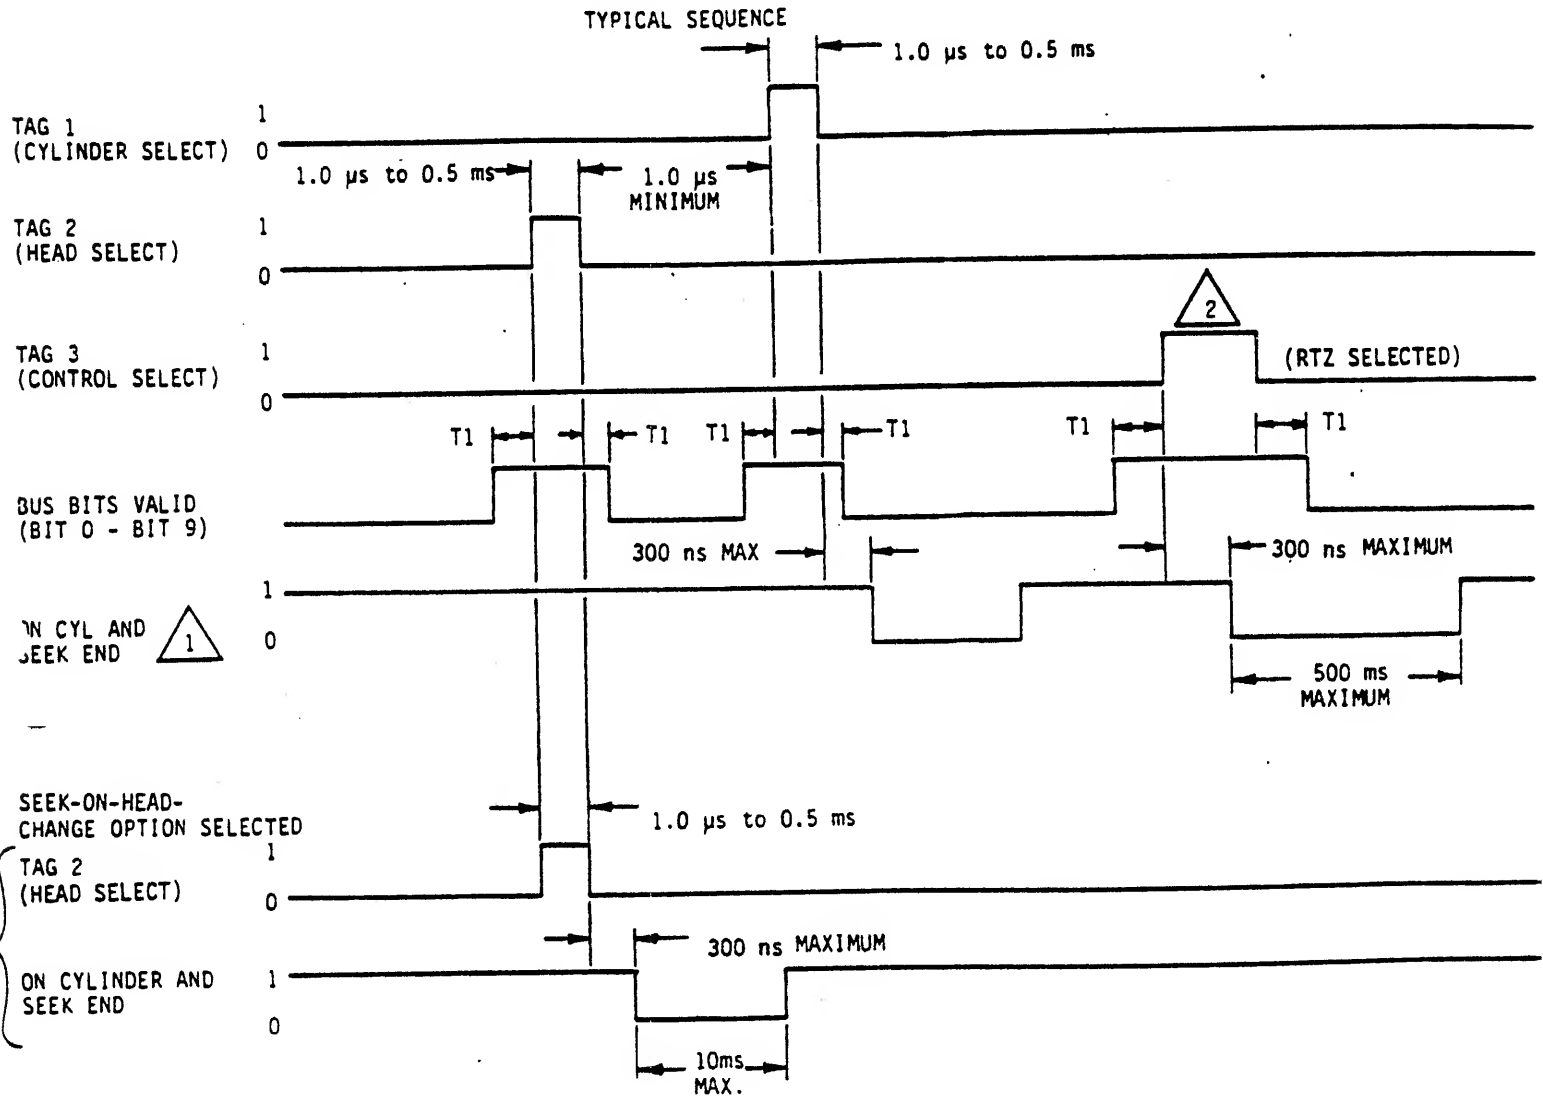 TYPICAL SEQUENCE
1.0 µs to 0.5 ms
TAG 1
(CYLINDER SELECT)
1
0
1.0 µs to 0.5 ms
1.0 µs
MINIMUM
TAG 2
(HEAD SELECT)
1
0
2
TAG 3
(CONTROL SELECT)
1
0
(RTZ SELECTED)
T1
T1
T1
T1
T1
T1
BUS BITS VALID
(BIT 0 - BIT 9)
300 ns MAX
300 ns MAXIMUM
ON CYL AND
SEEK END
1
1
0
500 ms
MAXIMUM
SEEK-ON-HEAD-
CHANGE OPTION SELECTED
1.0 µs to 0.5 ms
TAG 2
(HEAD SELECT)
1
0
300 ns MAXIMUM
ON CYLINDER AND
SEEK END
1
0
10ms
MAX.